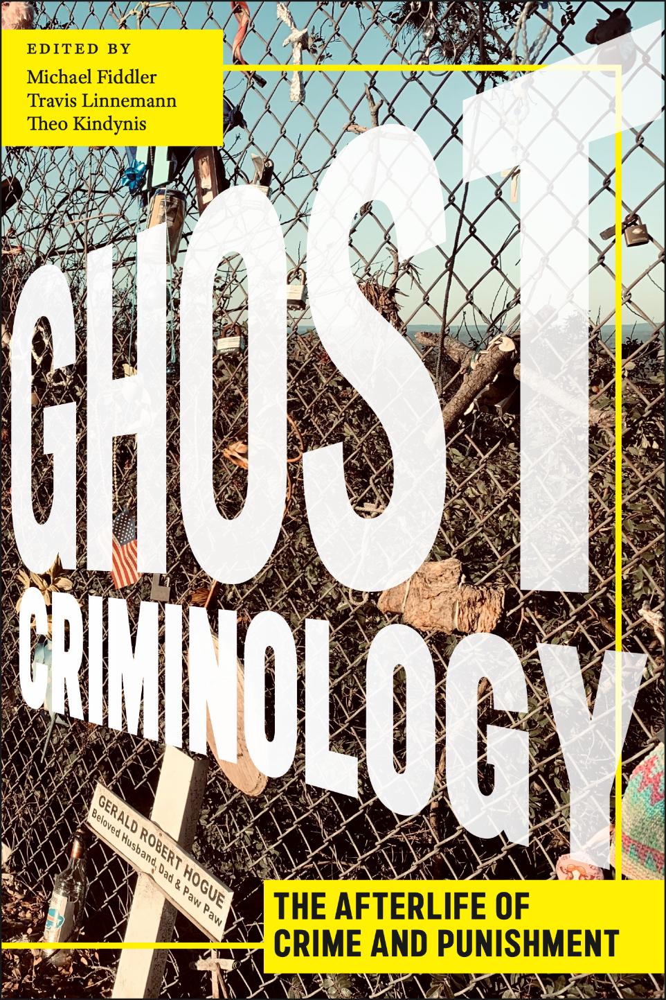 EDITED BY
Michael Fiddler
Travis Linnemann
Theo Kindynis
GHOST
CRIMINOLOGY
GERALD ROBERT HOGUE
Beloved Husband, Dad & Paw Paw
THE AFTERLIFE OF
CRIME AND PUNISHMENT